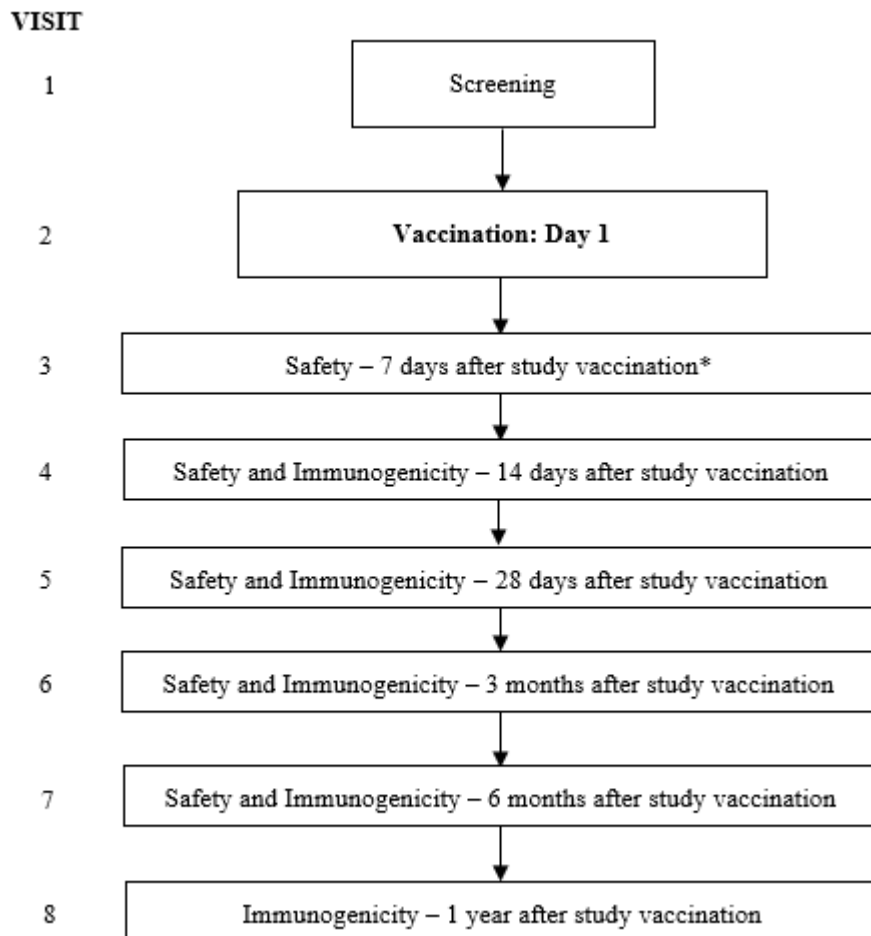 VISIT
1 Screening
2 Vaccination: Day 1
3 Safety – 7 days after study vaccination*
4 Safety and Immunogenicity – 14 days after study vaccination
5 Safety and Immunogenicity – 28 days after study vaccination
6 Safety and Immunogenicity – 3 months after study vaccination
7 Safety and Immunogenicity – 6 months after study vaccination
8 Immunogenicity – 1 year after study vaccination